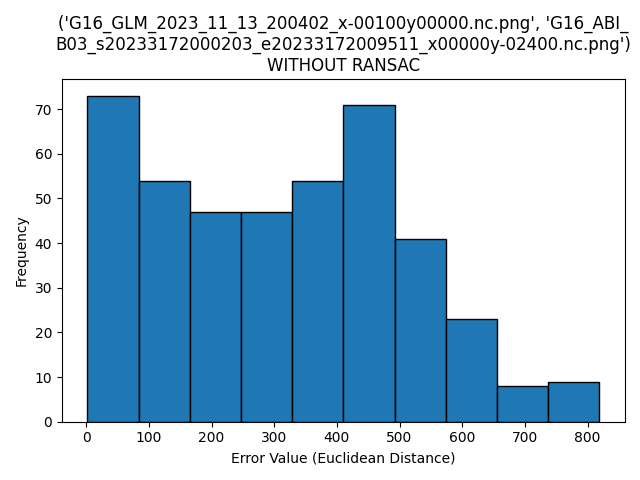 ('G16_GLM_2023_11_13_200402_x-00100y00000.nc.png', 'G16_ABI_
B03_s20233172000203_e20233172009511_x00000y-02400.nc.png')
WITHOUT RANSAC
Frequency
70
60
50
40
30
20
10
0
0 100 200 300 400 500 600 700 800
Error Value (Euclidean Distance)